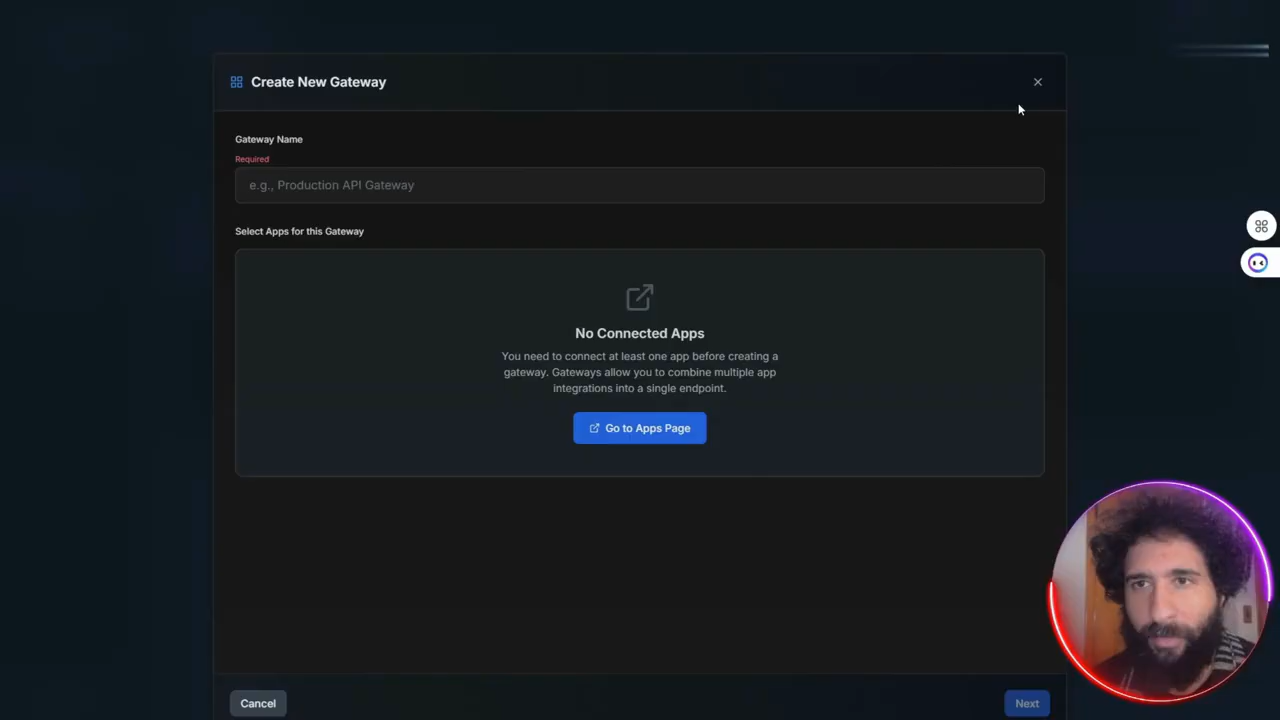 Create New Gateway
Gateway Name
Required
e.g., Production API Gateway
Select Apps for this Gateway
No Connected Apps
You need to connect at least one app before creating a
gateway. Gateways allow you to combine multiple app
integrations into a single endpoint.
Go to Apps Page
Cancel
Next